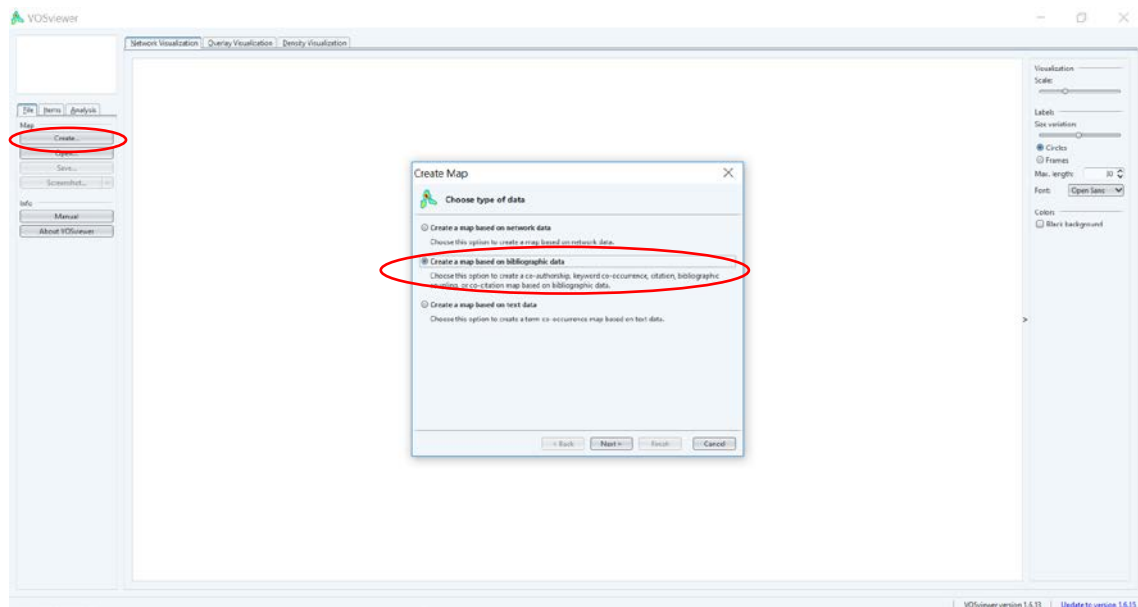 VOSviewer
Network Visualization Overlay Visualization Density Visualization
File Items Analysis
Map
Create...
Open...
Save...
Screenshot...
Info
Manual
About VOSviewer
Create Map
Choose type of data
Create a map based on network data
Choose this option to create a map based on network data.
Create a map based on bibliographic data
Choose this option to create a co-authorship, keyword co-occurrence, citation, bibliographic
coupling, or co-citation map based on bibliographic data.
Create a map based on text data
Choose this option to create a term co-occurrence map based on text data.
< Back Next > Finish Cancel
Visualization
Scale:
Labels
Size variation:
Circles
Frames
Max. length: 30
Font: Open Sans
Colors
Black background
>
VOSviewer version 1.6.13 Update to version 1.6.15